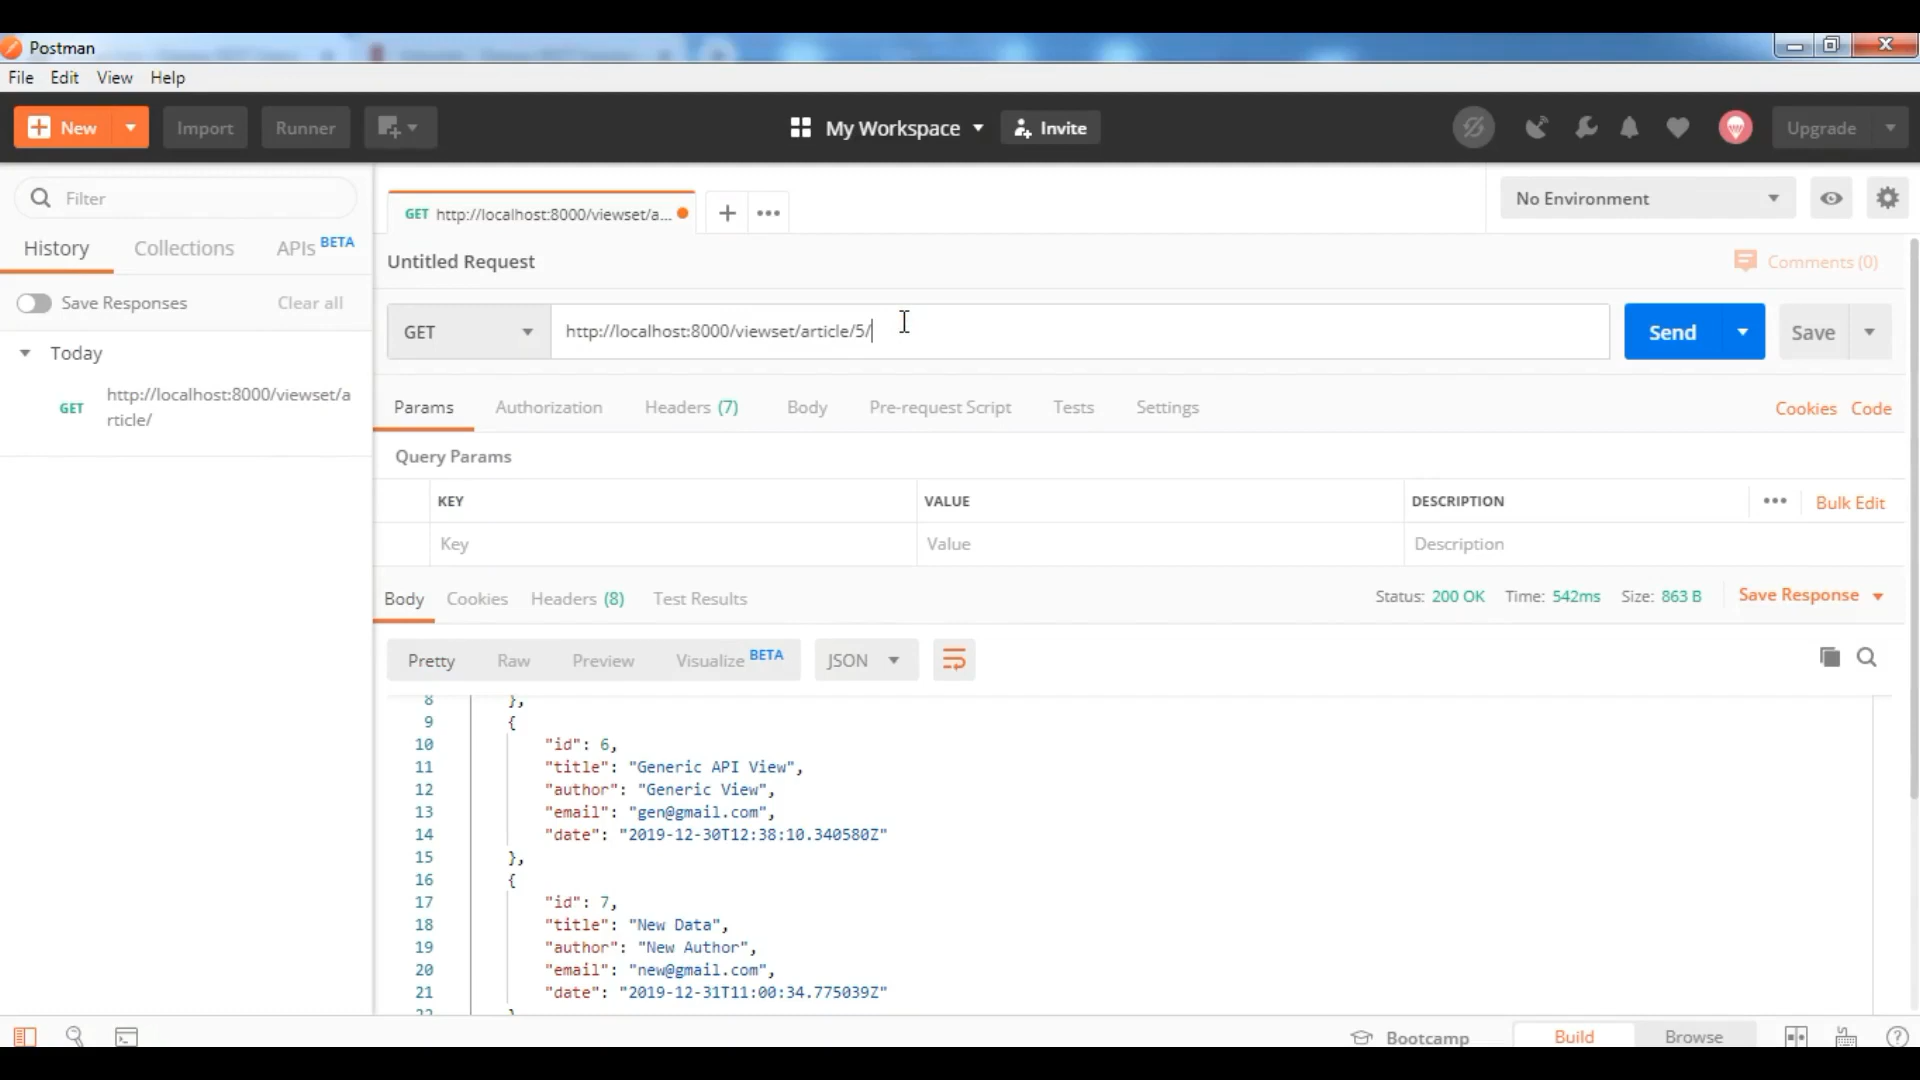 Postman
File Edit View Help
New Import Runner My Workspace Invite Upgrade
Filter
History Collections APIs BETA
Save Responses Clear all
Today
GET http://localhost:8000/viewset/a
rticle/
GET http://localhost:8000/viewset/a...
No Environment
Untitled Request
Comments (0)
GET http://localhost:8000/viewset/article/5/ Send Save
Params Authorization Headers (7) Body Pre-request Script Tests Settings Cookies Code
Query Params
KEY VALUE DESCRIPTION Bulk Edit
Key Value Description
Body Cookies Headers (8) Test Results Status: 200 OK Time: 542ms Size: 863 B Save Response
Pretty Raw Preview Visualize BETA JSON
8 },
9 {
10 "id": 6,
11 "title": "Generic API View",
12 "author": "Generic View",
13 "email": "gen@gmail.com",
14 "date": "2019-12-30T12:38:10.340580Z"
15 },
16 {
17 "id": 7,
18 "title": "New Data",
19 "author": "New Author",
20 "email": "new@gmail.com",
21 "date": "2019-12-31T11:00:34.775039Z"
Bootcamp Build Browse